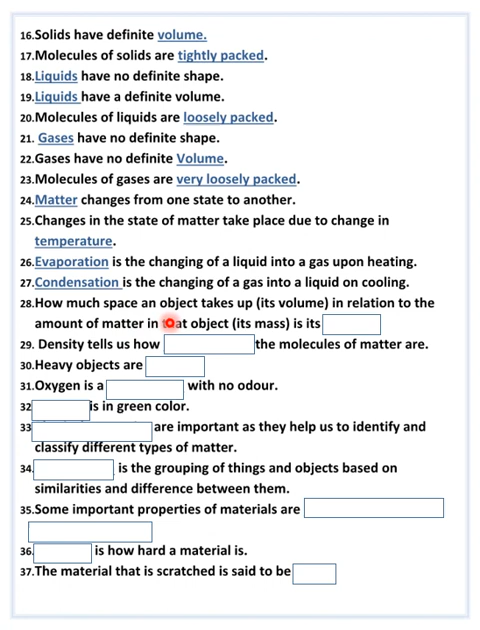 16.Solids have definite volume.
17.Molecules of solids are tightly packed.
18.Liquids have no definite shape.
19.Liquids have a definite volume.
20.Molecules of liquids are loosely packed.
21. Gases have no definite shape.
22.Gases have no definite Volume.
23.Molecules of gases are very loosely packed.
24.Matter changes from one state to another.
25.Changes in the state of matter take place due to change in
temperature.
26.Evaporation is the changing of a liquid into a gas upon heating.
27.Condensation is the changing of a gas into a liquid on cooling.
28.How much space an object takes up (its volume) in relation to the
amount of matter in that object (its mass) is its
29. Density tells us how the molecules of matter are.
30.Heavy objects are
31.Oxygen is a with no odour.
32 is in green color.
33 are important as they help us to identify and
classify different types of matter.
34. is the grouping of things and objects based on
similarities and difference between them.
35.Some important properties of materials are
36. is how hard a material is.
37.The material that is scratched is said to be